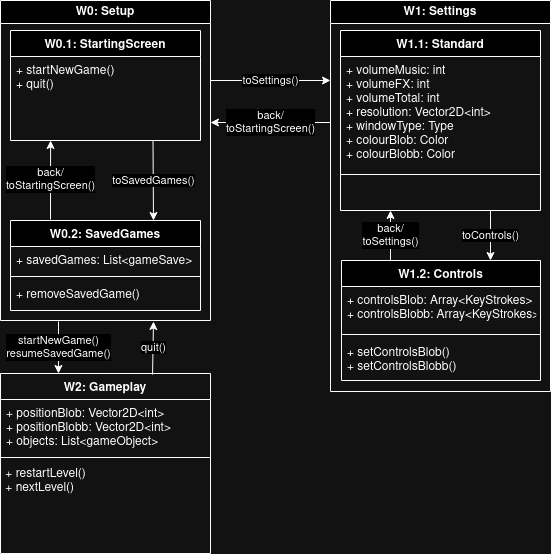 W0: Setup
W0.1: StartingScreen
+ startNewGame()
+ quit()
back/
toStartingScreen()
toSavedGames()
W0.2: SavedGames
+ savedGames: List<gameSave>
+ removeSavedGame()
toSettings()
back/
toStartingScreen()
W1: Settings
W1.1: Standard
+ volumeMusic: int
+ volumeFX: int
+ volumeTotal: int
+ resolution: Vector2D<int>
+ windowType: Type
+ colourBlob: Color
+ colourBlobb: Color
back/
toSettings()
toControls()
W1.2: Controls
+ controlsBlob: Array<KeyStrokes>
+ controlsBlobb: Array<KeyStrokes>
+ setControlsBlob()
+ setControlsBlobb()
startNewGame()
resumeSavedGame()
quit()
W2: Gameplay
+ positionBlob: Vector2D<int>
+ positionBlobb: Vector2D<int>
+ objects: List<gameObject>
+ restartLevel()
+ nextLevel()